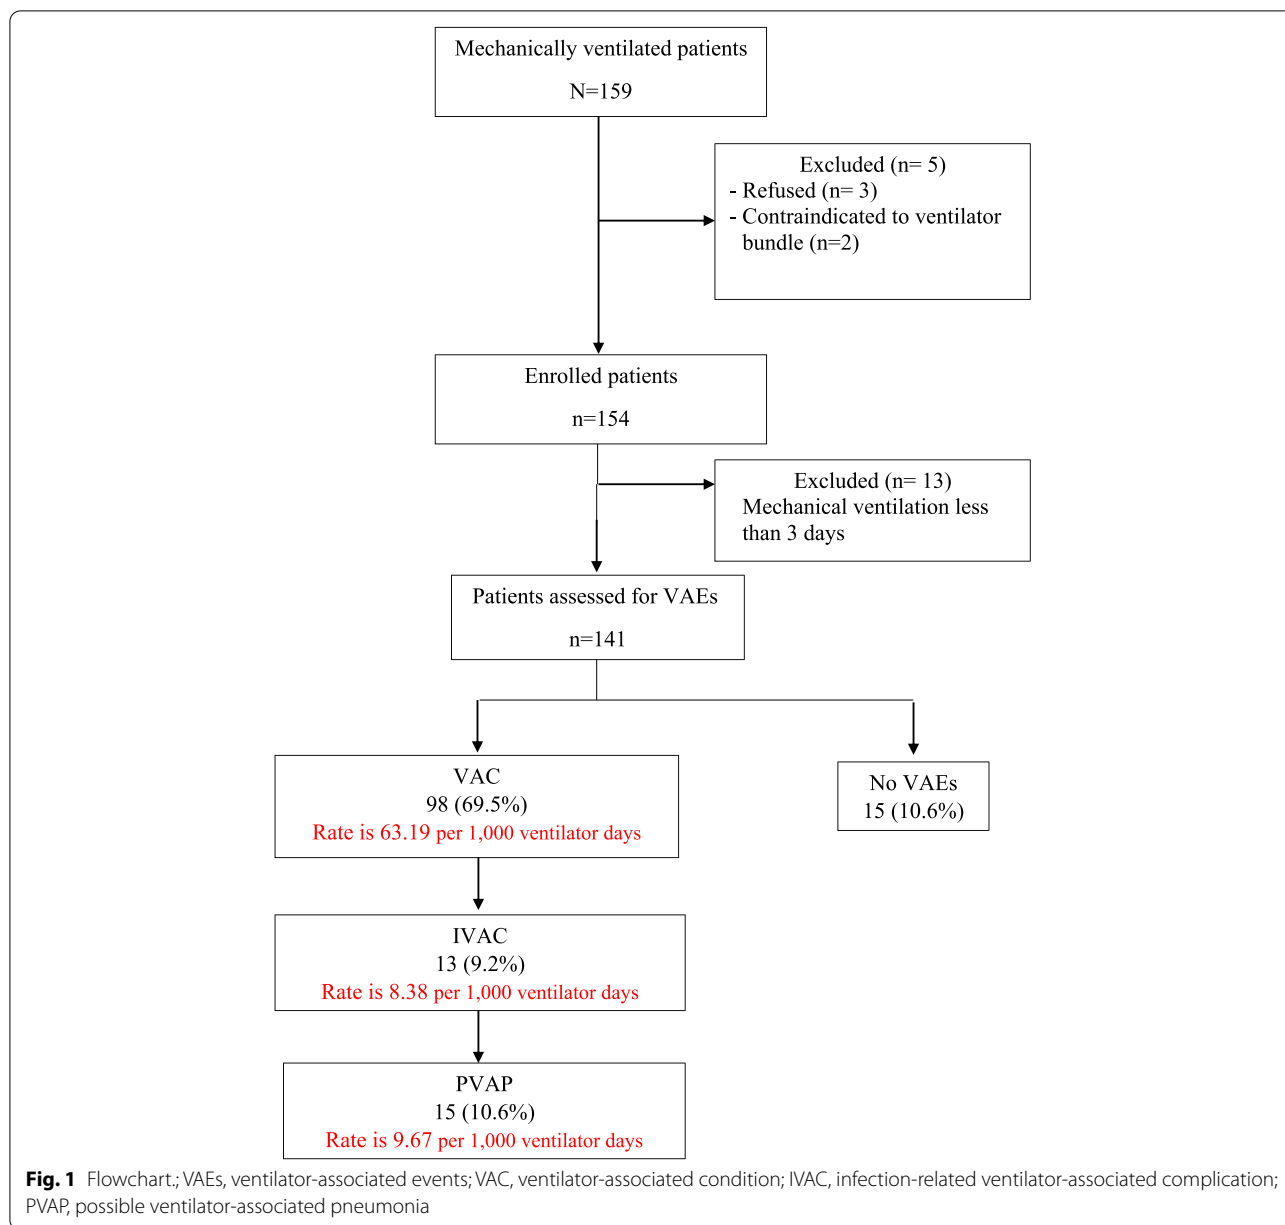 Mechanically ventilated patients
N=159
Excluded (n= 5)
- Refused (n= 3)
- Contraindicated to ventilator
bundle (n=2)
Enrolled patients
n=154
Excluded (n= 13)
Mechanical ventilation less
than 3 days
Patients assessed for VAEs
n=141
VAC
98 (69.5%)
Rate is 63.19 per 1,000 ventilator days
No VAEs
15 (10.6%)
IVAC
13 (9.2%)
Rate is 8.38 per 1,000 ventilator days
PVAP
15 (10.6%)
Rate is 9.67 per 1,000 ventilator days
Fig. 1 Flowchart.; VAEs, ventilator-associated events; VAC, ventilator-associated condition; IVAC, infection-related ventilator-associated complication;
PVAP, possible ventilator-associated pneumonia